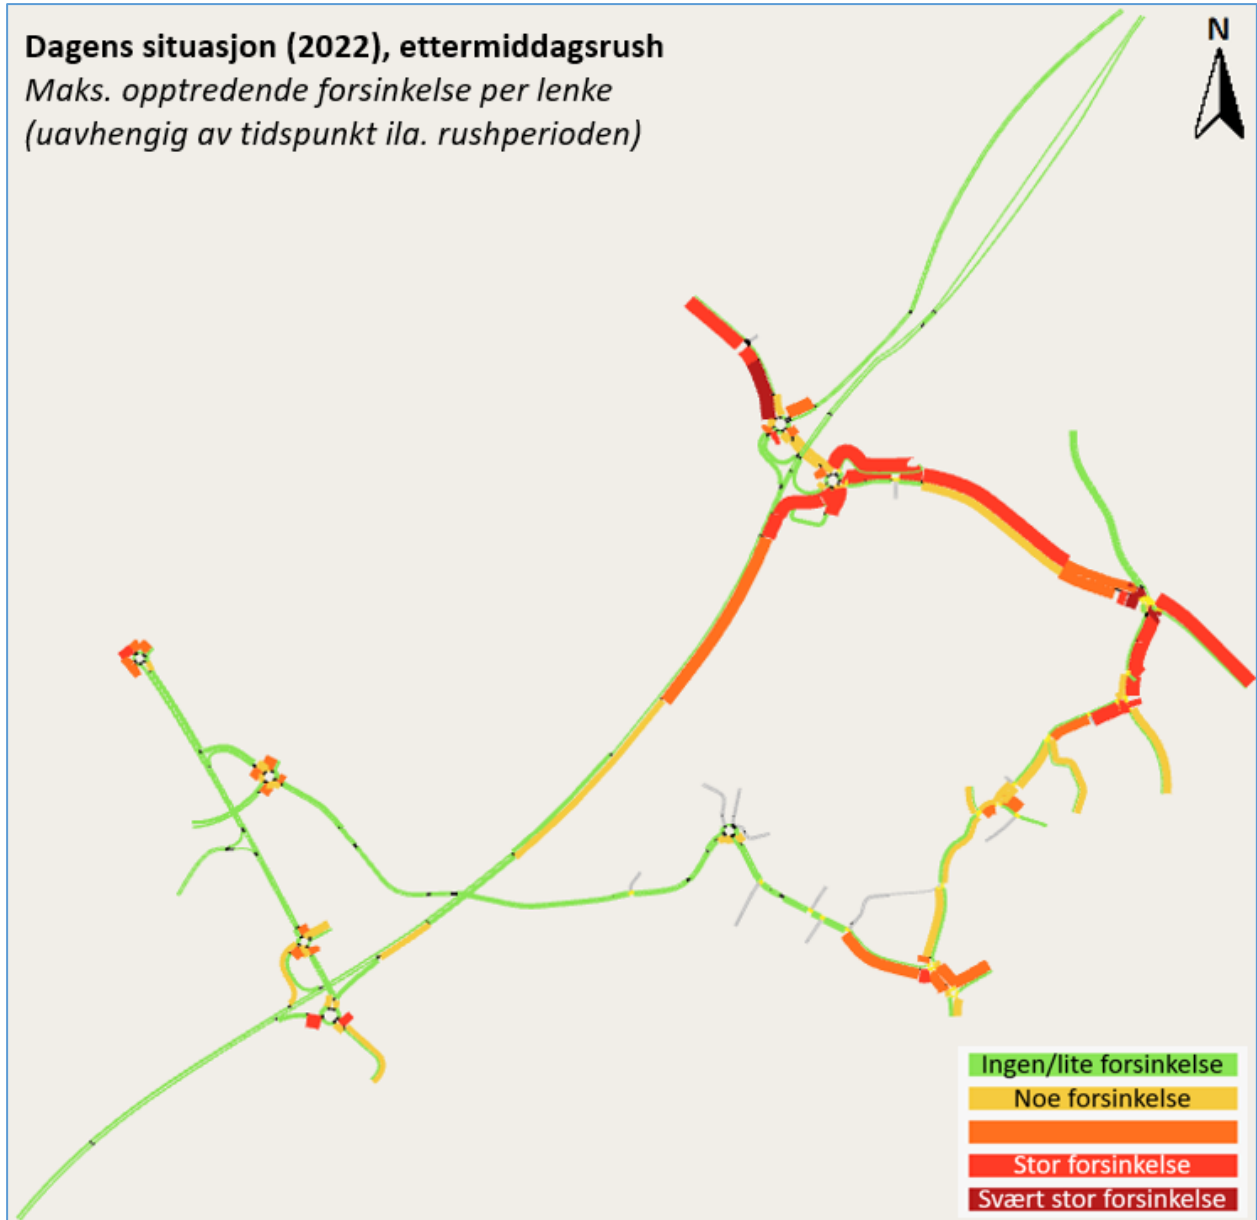 Dagens situasjon (2022), ettermiddagsrush
Maks. opptredende forsinkelse per lenke
(uavhengig av tidspunkt ila. rushperioden)
N
Ingen/lite forsinkelse
Noe forsinkelse
Stor forsinkelse
Svært stor forsinkelse